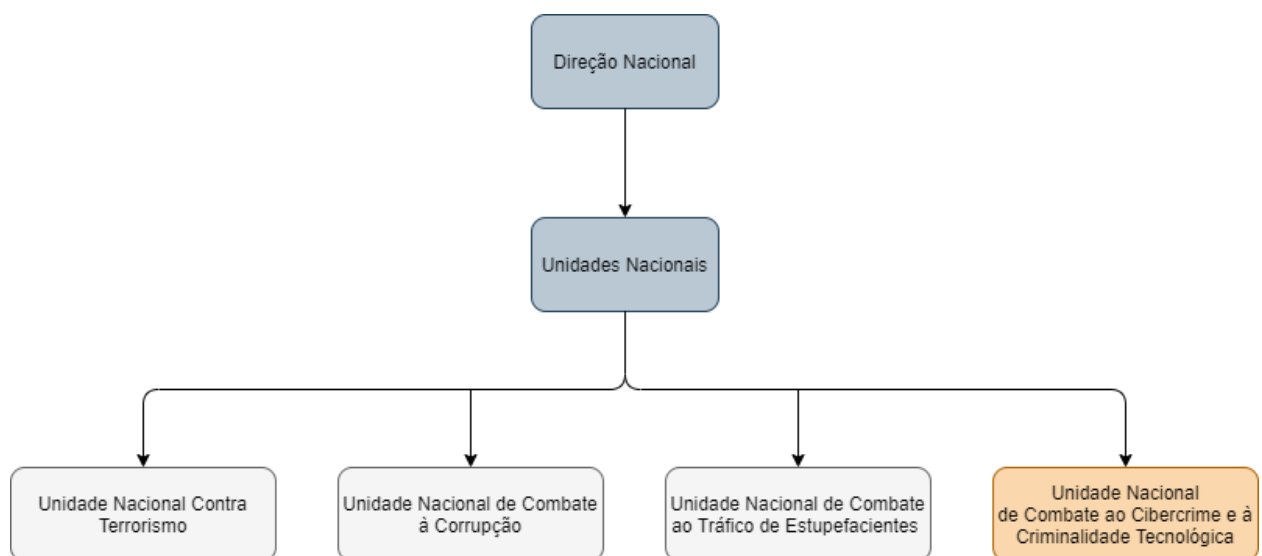 Direção Nacional
Unidades Nacionais
Unidade Nacional Contra
Terrorismo
Unidade Nacional de Combate
à Corrupção
Unidade Nacional de Combate
ao Tráfico de Estupefacientes
Unidade Nacional
de Combate ao Cibercrime e à
Criminalidade Tecnológica